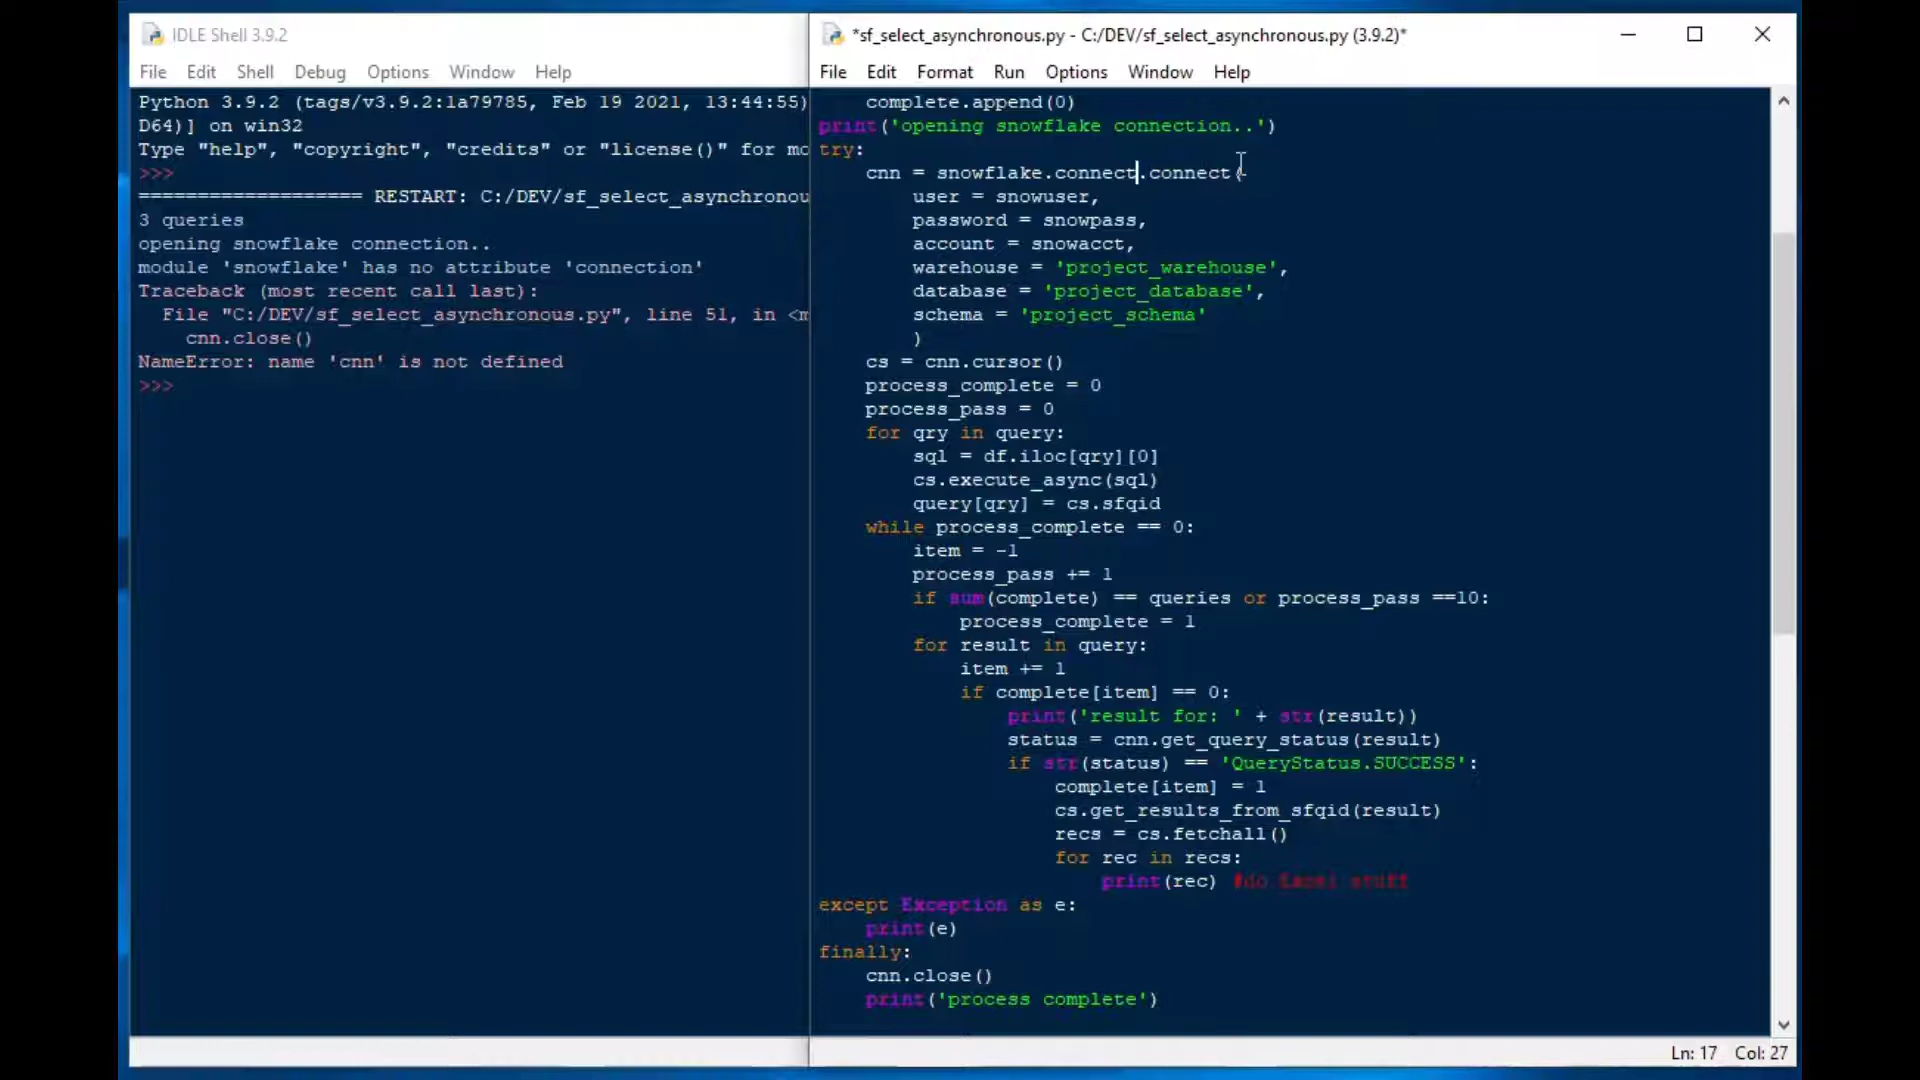 IDLE Shell 3.9.2
File Edit Shell Debug Options Window Help
Python 3.9.2 (tags/v3.9.2:1a79785, Feb 19 2021, 13:44:55)
D64)] on win32
Type "help", "copyright", "credits" or "license()" for mo
>>>
=================== RESTART: C:/DEV/sf_select_asynchronou
3 queries
opening snowflake connection..
module 'snowflake' has no attribute 'connection'
Traceback (most recent call last):
  File "C:/DEV/sf_select_asynchronous.py", line 51, in <m
    cnn.close()
NameError: name 'cnn' is not defined
>>>
*sf_select_asynchronous.py - C:/DEV/sf_select_asynchronous.py (3.9.2)*
File Edit Format Run Options Window Help
    complete.append(0)
print('opening snowflake connection..')
try:
    cnn = snowflake.connect.connect(
        user = snowuser,
        password = snowpass,
        account = snowacct,
        warehouse = 'project_warehouse',
        database = 'project_database',
        schema = 'project_schema'
        )
    cs = cnn.cursor()
    process_complete = 0
    process_pass = 0
    for qry in query:
        sql = df.iloc[qry][0]
        cs.execute_async(sql)
        query[qry] = cs.sfqid
    while process_complete == 0:
        item = -1
        process_pass += 1
        if sum(complete) == queries or process_pass ==10:
            process_complete = 1
        for result in query:
            item += 1
            if complete[item] == 0:
                print('result for: ' + str(result))
                status = cnn.get_query_status(result)
                if str(status) == 'QueryStatus.SUCCESS':
                    complete[item] = 1
                    cs.get_results_from_sfqid(result)
                    recs = cs.fetchall()
                    for rec in recs:
                        print(rec) #do stuff
except Exception as e:
    print(e)
finally:
    cnn.close()
    print('process complete')
Ln: 17 Col: 27